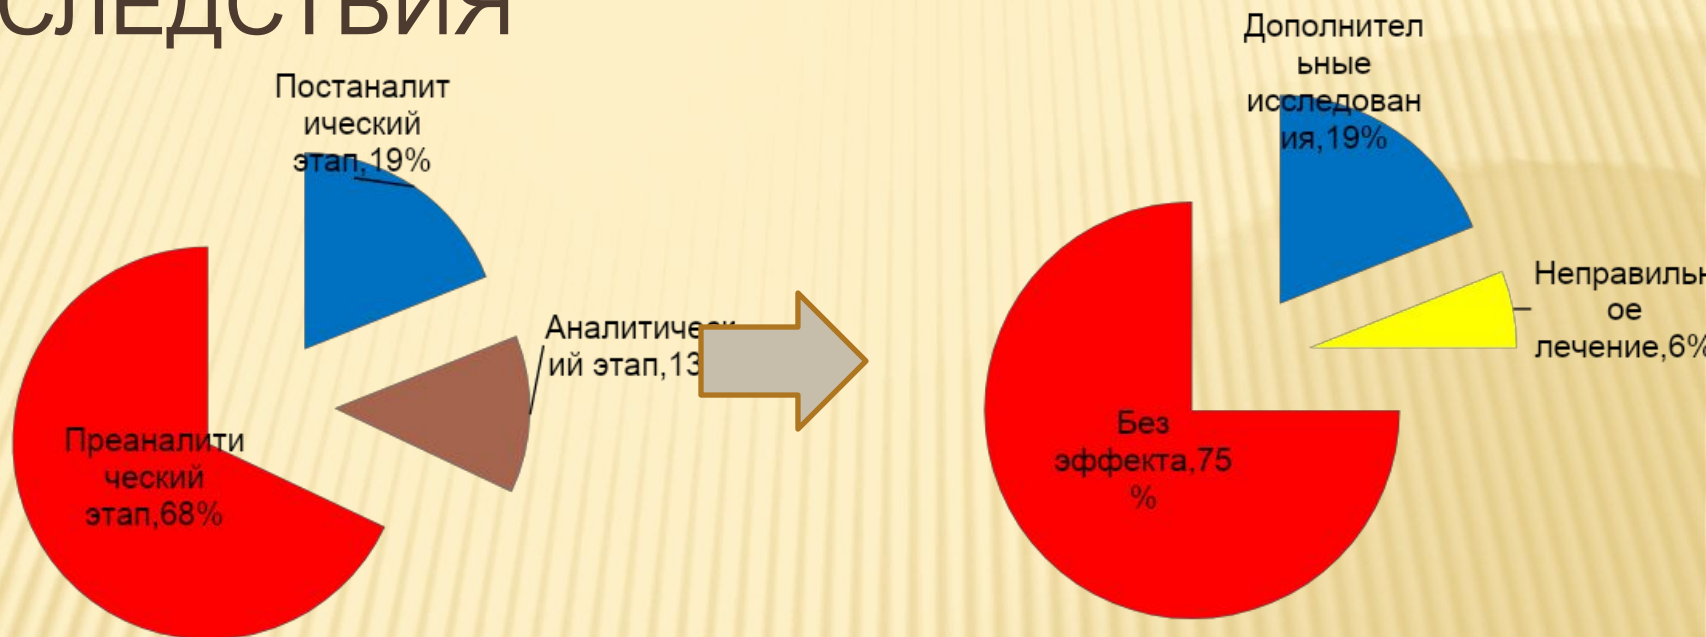 СЛЕДСТВИЯ
Постаналит
ический
этап,19%
Аналитическ
ий этап,13
Преаналити
ческий
этап,68%
Дополнител
ьные
исследован
ия,19%
Неправильн
ое
лечение,6%
Без
эффекта,75
%